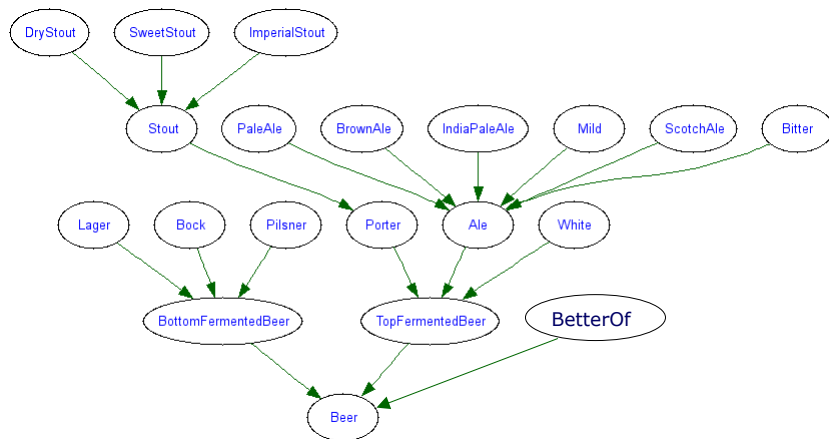 DryStout
SweetStout
ImperialStout
Stout
PaleAle
BrownAle
IndiaPaleAle
Mild
ScotchAle
Bitter
Lager
Bock
Pilsner
Porter
Ale
White
BottomFermentedBeer
TopFermentedBeer
BetterOf
Beer